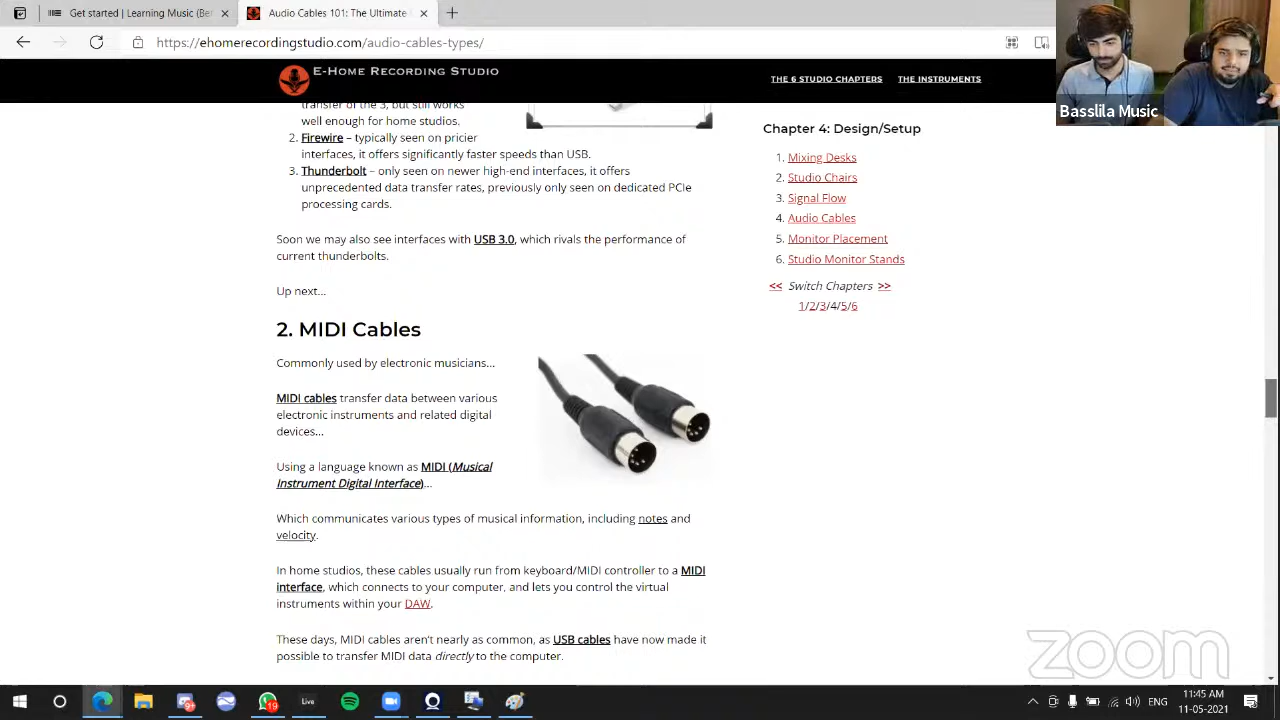 Get started | Learning Music (Be
Audio Cables 101: The Ultimate G
https://ehomerecordingstudio.com/audio-cables-types/
Basslila Music
E-Home Recording Studio
THE 6 STUDIO CHAPTERS THE INSTRUMENTS
transfer of the 3, but still works
well enough for home studios.
2. Firewire – typically seen on pricier
interfaces, it offers significantly faster speeds than USB.
3. Thunderbolt – only seen on newer high-end interfaces, it offers
unprecedented data transfer rates, previously only seen on dedicated PCIe
processing cards.
Soon we may also see interfaces with USB 3.0, which rivals the performance of
current thunderbolts.
Up next...
2. MIDI Cables
Commonly used by electronic musicians...
MIDI cables transfer data between various
electronic instruments and related digital
devices...
Using a language known as MIDI (Musical
Instrument Digital Interface)...
Which communicates various types of musical information, including notes and
velocity.
In home studios, these cables usually run from keyboard/MIDI controller to a MIDI
interface, which connects to your computer, and lets you control the virtual
instruments within your DAW.
These days, MIDI cables aren't nearly as common, as USB cables have now made it
possible to transfer MIDI data directly to the computer.
Chapter 4: Design/Setup
1. Mixing Desks
2. Studio Chairs
3. Signal Flow
4. Audio Cables
5. Monitor Placement
6. Studio Monitor Stands
<< Switch Chapters >>
1/2/3/4/5/6
zoom
9+
19
Live
ENG
11:45 AM
11-05-2021